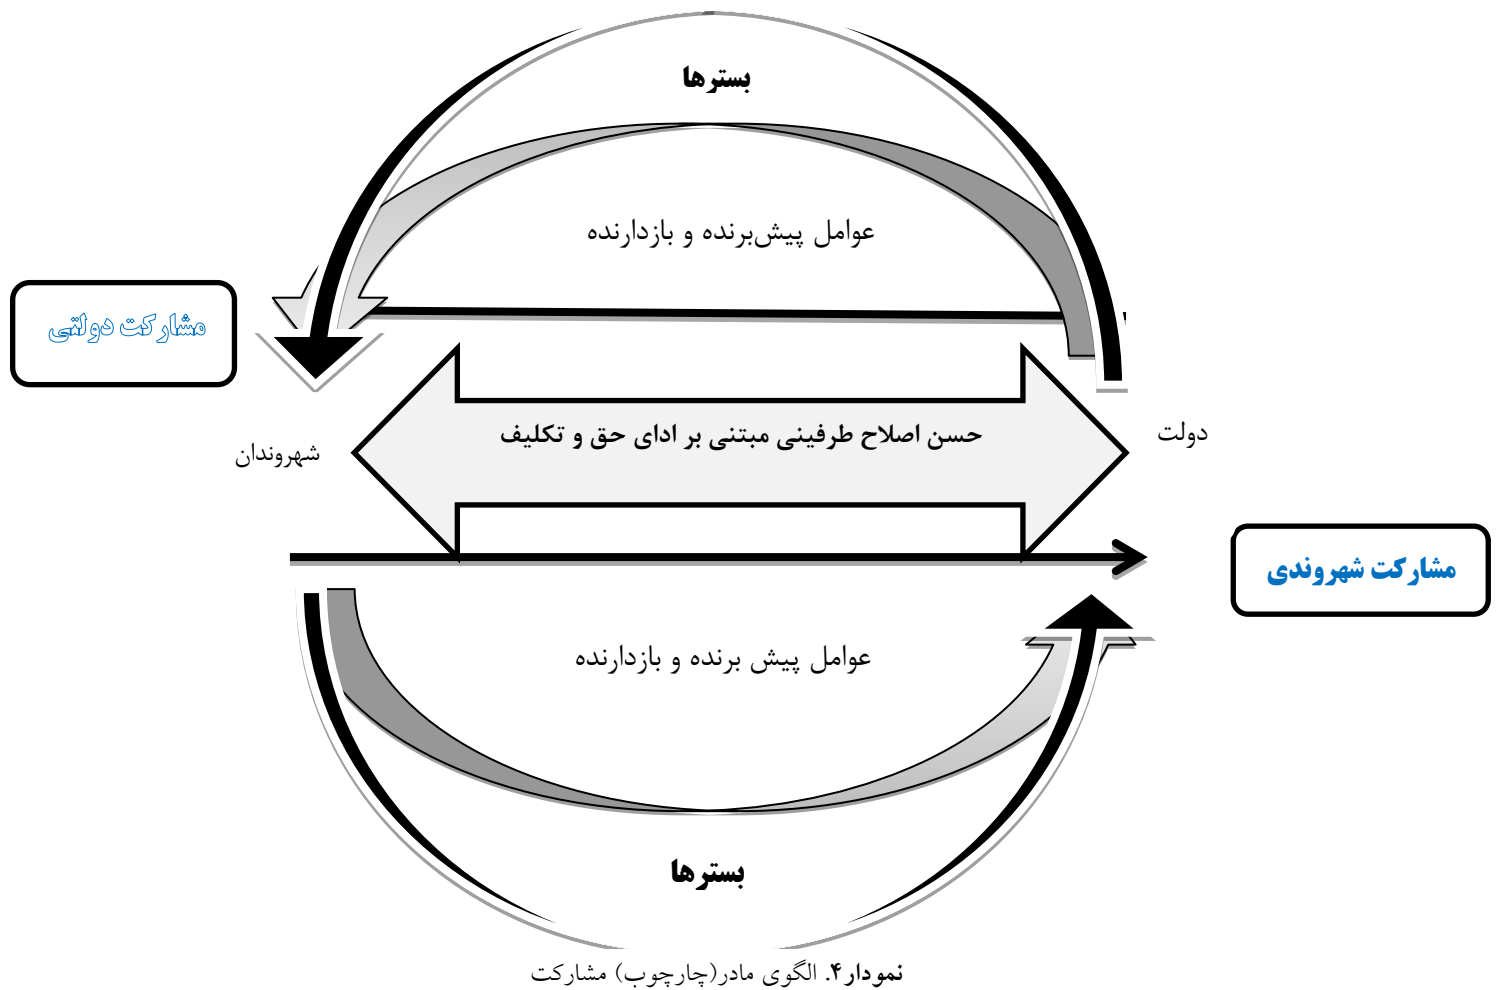 بسترها
عوامل پیش‌برنده و بازدارنده
مشارکت دولتی
دولت
حسن اصلاح طرفینی مبتنی بر ادای حق و تکلیف
شهروندان
مشارکت شهروندی
عوامل پیش برنده و بازدارنده
بسترها
نمودار۴. الگوی مادر(چارچوب) مشارکت